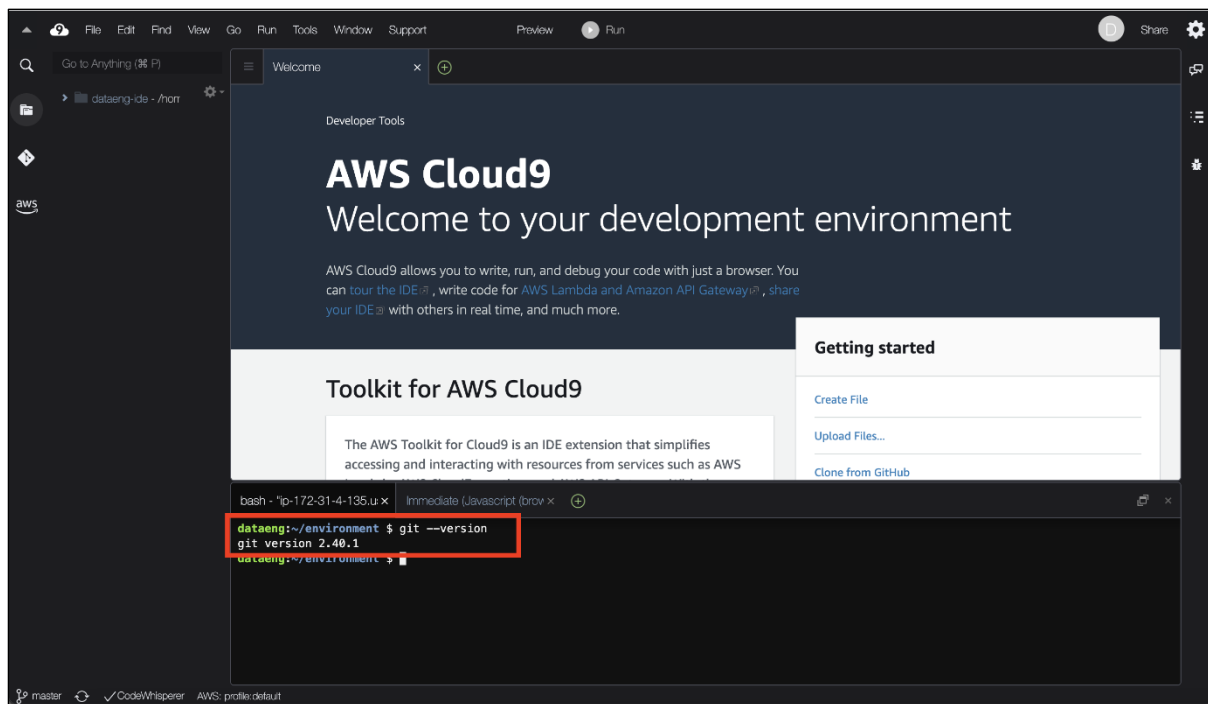 9 File Edit Find View Go Run Tools Window Support Preview Run D Share
Go to Anything (⌘ P)
Welcome
dataeng-ide - /hom
aws
Developer Tools
AWS Cloud9
Welcome to your development environment
AWS Cloud9 allows you to write, run, and debug your code with just a browser. You
can tour the IDE, write code for AWS Lambda and Amazon API Gateway, share
your IDE with others in real time, and much more.
Getting started
Create File
Upload Files...
Clone from GitHub
Toolkit for AWS Cloud9
The AWS Toolkit for Cloud9 is an IDE extension that simplifies
accessing and interacting with resources from services such as AWS
bash - "ip-172-31-4-135.u
Immediate (Javascript (brow
dataeng:~/environment $ git --version
git version 2.40.1
dataeng:~/environment $
master CodeWhisperer AWS: profile:default